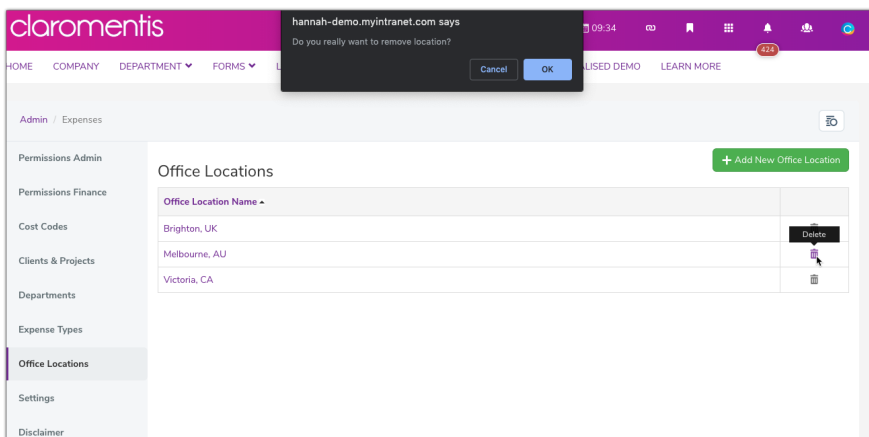 claromentis
hannah-demo.myintranet.com says
Do you really want to remove location?
Cancel OK
09:34
424
HOME COMPANY DEPARTMENT FORMS L ALISED DEMO LEARN MORE
Admin / Expenses
Permissions Admin
Permissions Finance
Cost Codes
Clients & Projects
Departments
Expense Types
Office Locations
Settings
Disclaimer
Office Locations
+ Add New Office Location
Office Location Name
Brighton, UK
Delete
Melbourne, AU
Victoria, CA